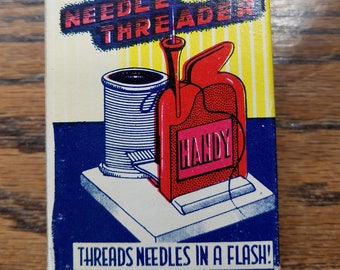 NEEDLE
THREADER
HANDY
THREADS NEEDLES IN A FLASH!